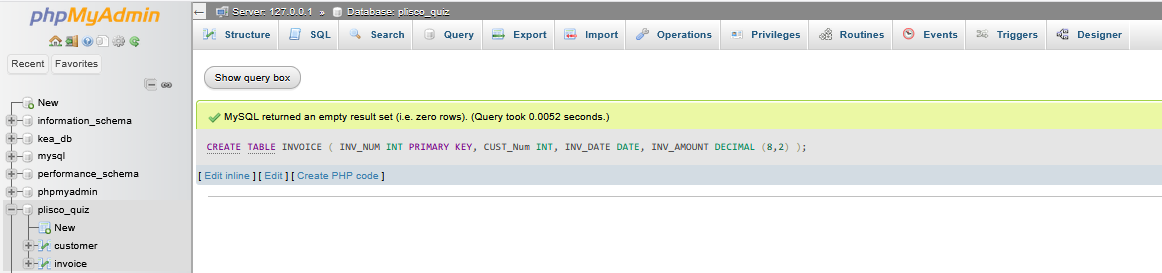 phpMyAdmin
Recent Favorites
New
information_schema
kea_db
mysql
performance_schema
phpmyadmin
plisco_quiz
New
customer
invoice
Server: 127.0.0.1 » Database: plisco_quiz
Structure SQL Search Query Export Import Operations Privileges Routines Events Triggers Designer
Show query box
MySQL returned an empty result set (i.e. zero rows). (Query took 0.0052 seconds.)
CREATE TABLE INVOICE ( INV_NUM INT PRIMARY KEY, CUST_Num INT, INV_DATE DATE, INV_AMOUNT DECIMAL (8,2) );
[ Edit inline ] [ Edit ] [ Create PHP code ]